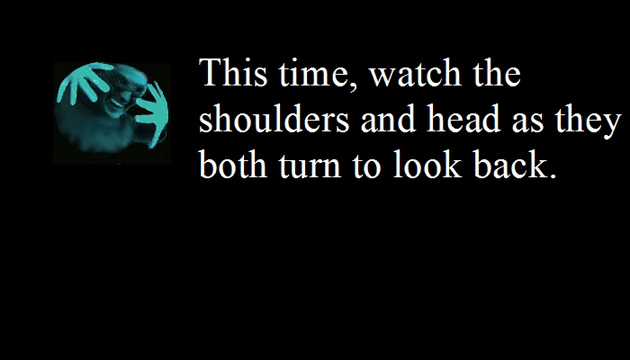 This time, watch the
shoulders and head as they
both turn to look back.